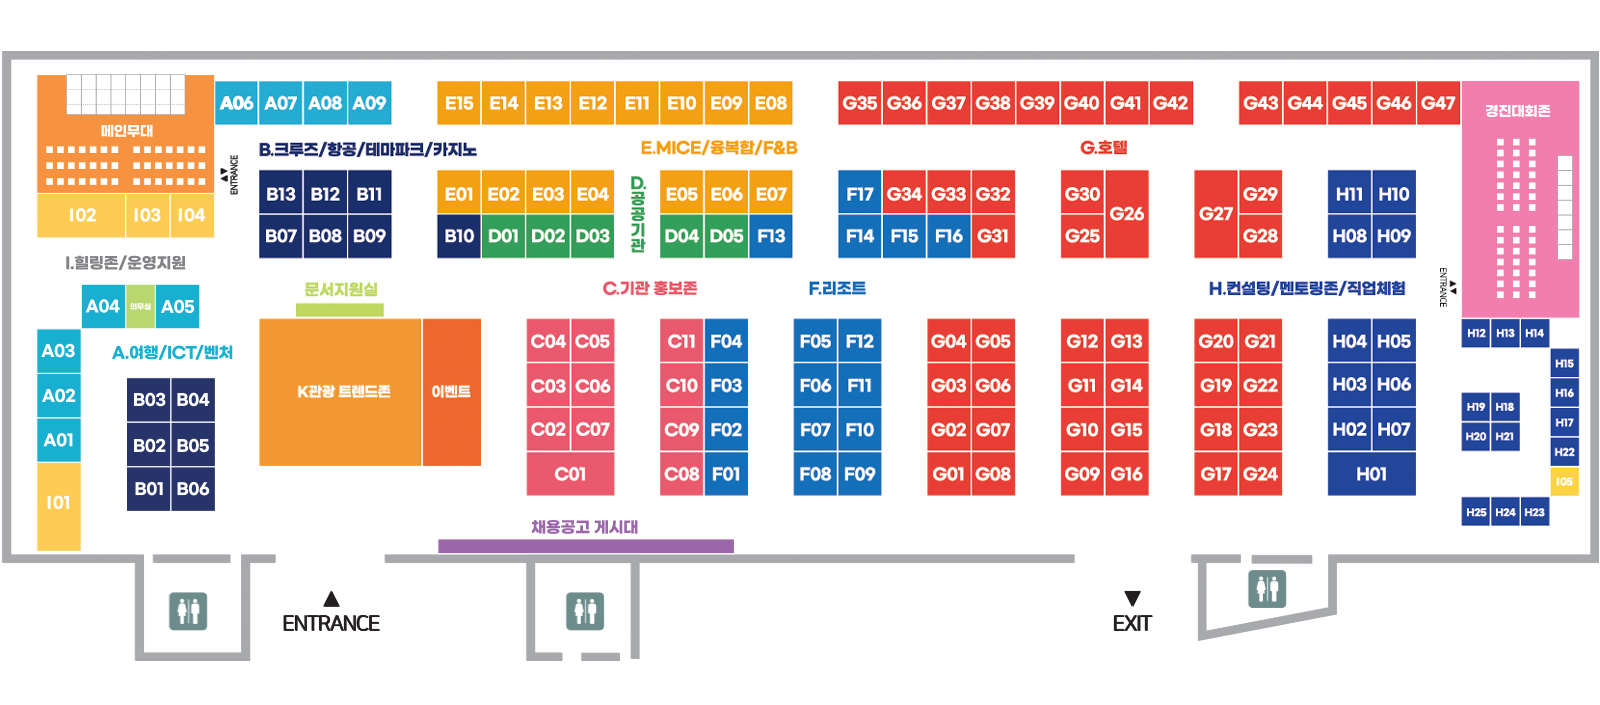 메인무대
A06 A07 A08 A09
E15 E14 E13 E12 E11 E10 E09 E08
G35 G36 G37 G38 G39 G40 G41 G42
G43 G44 G45 G46 G47
경진대회존
ENTRANCE
B.크루즈/항공/테마파크/카지노
E.MICE/융복합/F&B
G.호텔
I02 I03 I04
B13 B12 B11
B07 B08 B09
E01 E02 E03 E04
B10 D01 D02 D03
D.공공기관
E05 E06 E07
D04 D05 F13
F17 G34 G33 G32
F14 F15 F16 G31
G30
G25
G26
G27
G29
G28
H11 H10
H08 H09
I.힐링존/운영지원
A04 의무실 A05
문서지원실
C.기관 홍보존
F.리조트
H.컨설팅/멘토링존/직업체험
ENTRANCE
A03
A02
A01
I01
A.여행/ICT/벤처
B03 B04
B02 B05
B01 B06
K관광 트렌드존
이벤트
C04 C05
C03 C06
C02 C07
C01
C11 F04
C10 F03
C09 F02
C08 F01
F05 F12
F06 F11
F07 F10
F08 F09
G04 G05
G03 G06
G02 G07
G01 G08
G12 G13
G11 G14
G10 G15
G09 G16
G20 G21
G19 G22
G18 G23
G17 G24
H04 H05
H03 H06
H02 H07
H01
H12 H13 H14
H15
H16
H17
H22
I05
H19 H18
H20 H21
H25 H24 H23
채용공고 게시대
ENTRANCE
EXIT